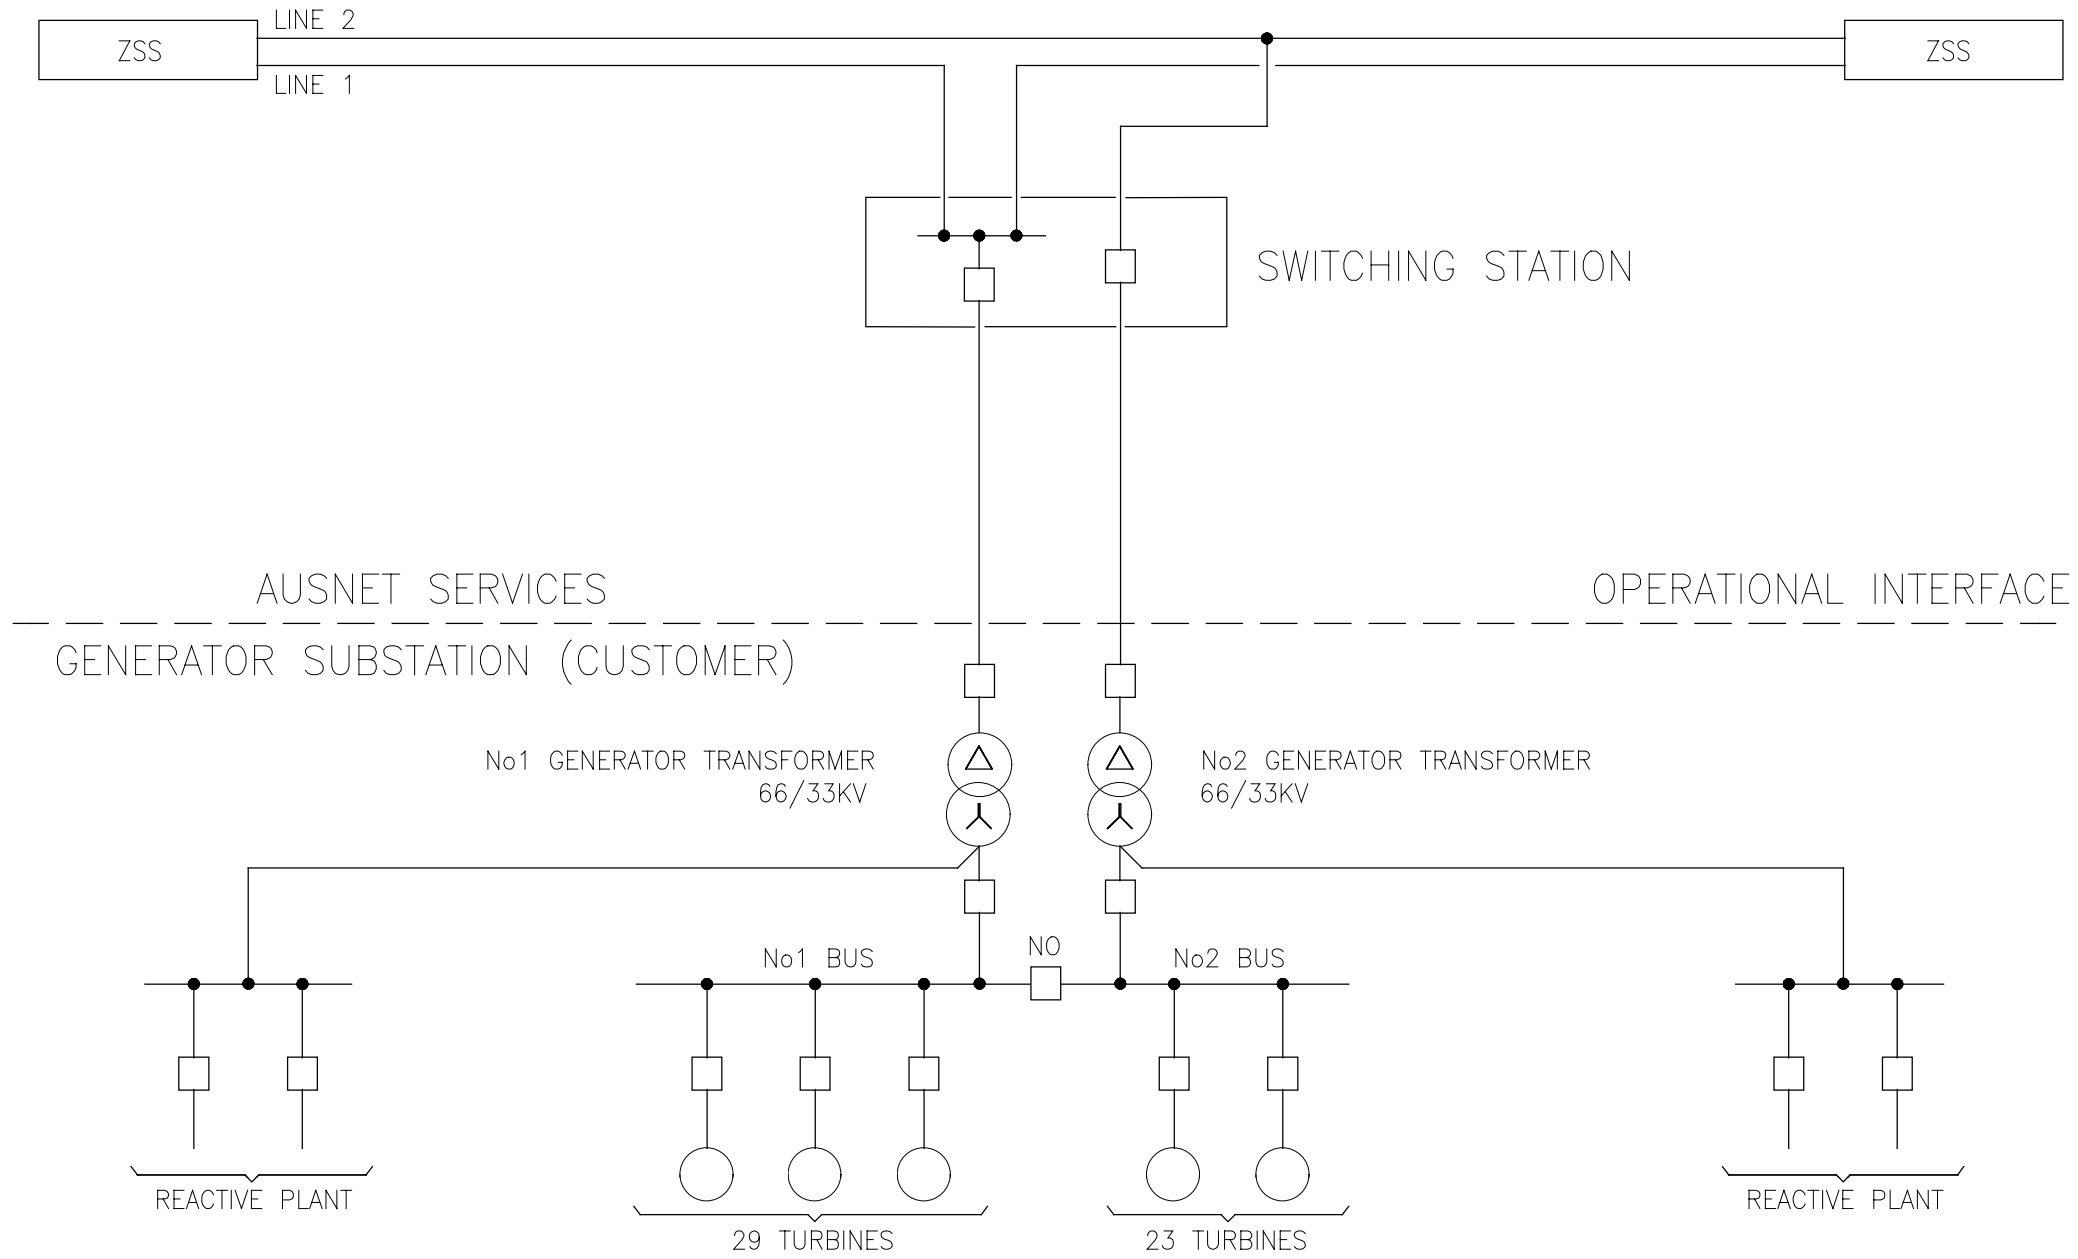 LINE 2
ZSS
ZSS
LINE 1
SWITCHING STATION
AUSNET SERVICES
OPERATIONAL INTERFACE
GENERATOR SUBSTATION (CUSTOMER)
No1 GENERATOR TRANSFORMER
66/33KV
No2 GENERATOR TRANSFORMER
66/33KV
No1 BUS
NO
No2 BUS
REACTIVE PLANT
29 TURBINES
23 TURBINES
REACTIVE PLANT